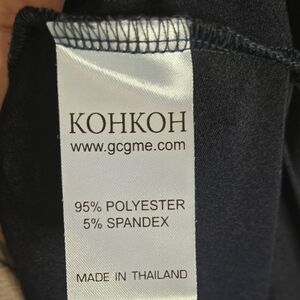 KOHKOH
www.gcgme.com
95% POLYESTER
5% SPANDEX
MADE IN THAILAND